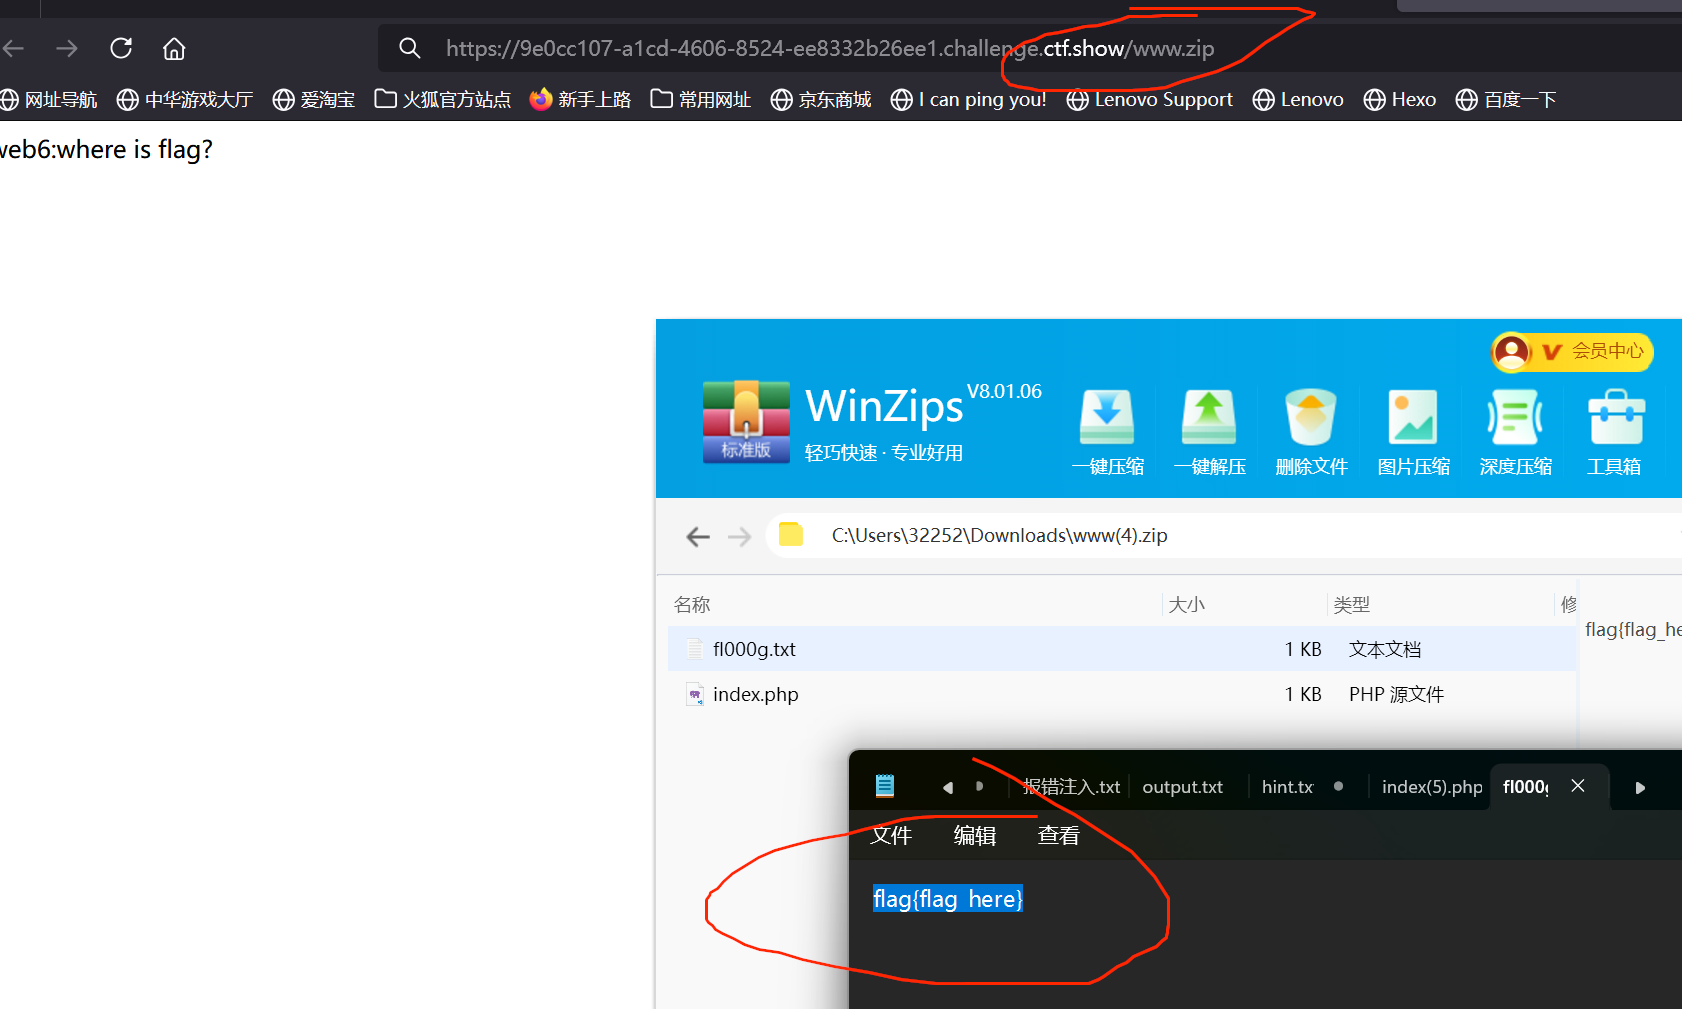 https://9e0cc107-a1cd-4606-8524-ee8332b26ee1.challenge.ctf.show/www.zip
网址导航 中华游戏大厅 爱淘宝 火狐官方站点 新手上路 常用网址 京东商城 I can ping you! Lenovo Support Lenovo Hexo 百度一下
web6:where is flag?
会员中心
WinZips V8.01.06
标准版 轻巧快速 · 专业好用
一键压缩 一键解压 删除文件 图片压缩 深度压缩 工具箱
C:\Users\32252\Downloads\www(4).zip
名称 大小 类型 修
fl000g.txt 1 KB 文本文档
flag{flag_he
index.php 1 KB PHP 源文件
报错注入.txt output.txt hint.tx index(5).php fl000g
文件 编辑 查看
flag{flag_here}